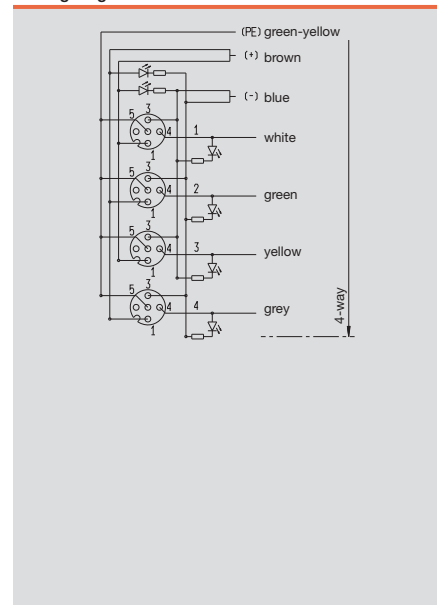 (PE) green-yellow
(+) brown
(-) blue
5 3 4 1
1 white
5 3 4 1
2 green
5 3 4 1
3 yellow
5 3 4 1
4 grey
4-way